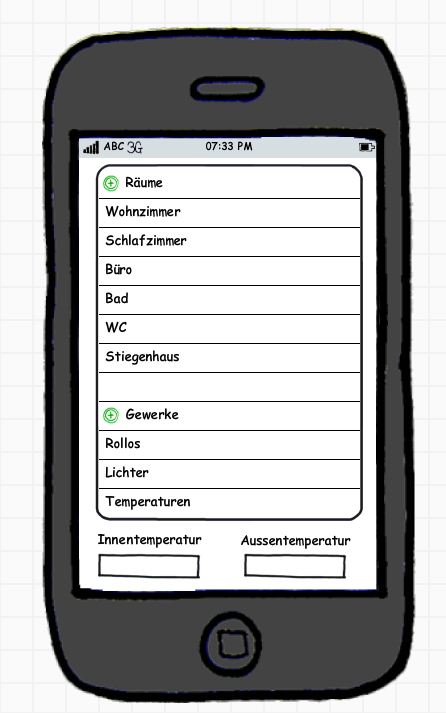 ABC 3G 07:33 PM
Räume
Wohnzimmer
Schlafzimmer
Büro
Bad
WC
Stiegenhaus
Gewerke
Rollos
Lichter
Temperaturen
Innentemperatur Aussentemperatur